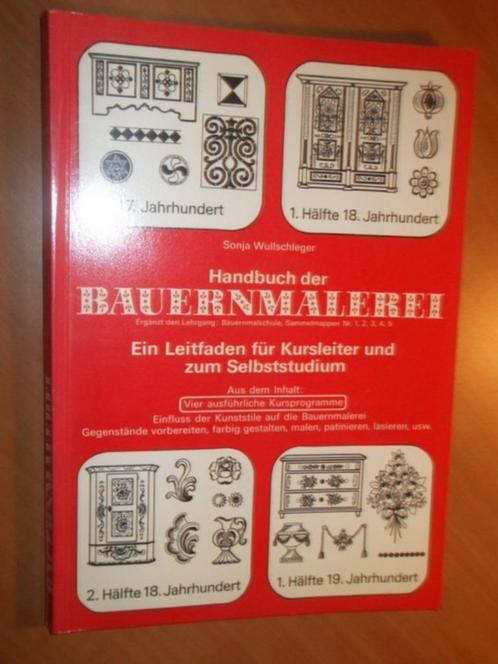 17. Jahrhundert
1. Hälfte 18. Jahrhundert
Sonja Wullschleger
Handbuch der
BAUERNMALEREI
Ergänzt den Lehrgang: Bauernmalschule, Sammelmappen Nr. 1, 2, 3, 4, 5
Ein Leitfaden für Kursleiter und
zum Selbststudium
Aus dem Inhalt:
Vier ausführliche Kursprogramme
Einfluss der Kunststile auf die Bauernmalerei
Gegenstände vorbereiten, farbig gestalten, malen, patinieren, lasieren, usw.
2. Hälfte 18. Jahrhundert
1. Hälfte 19. Jahrhundert
BAUERNMALEREI